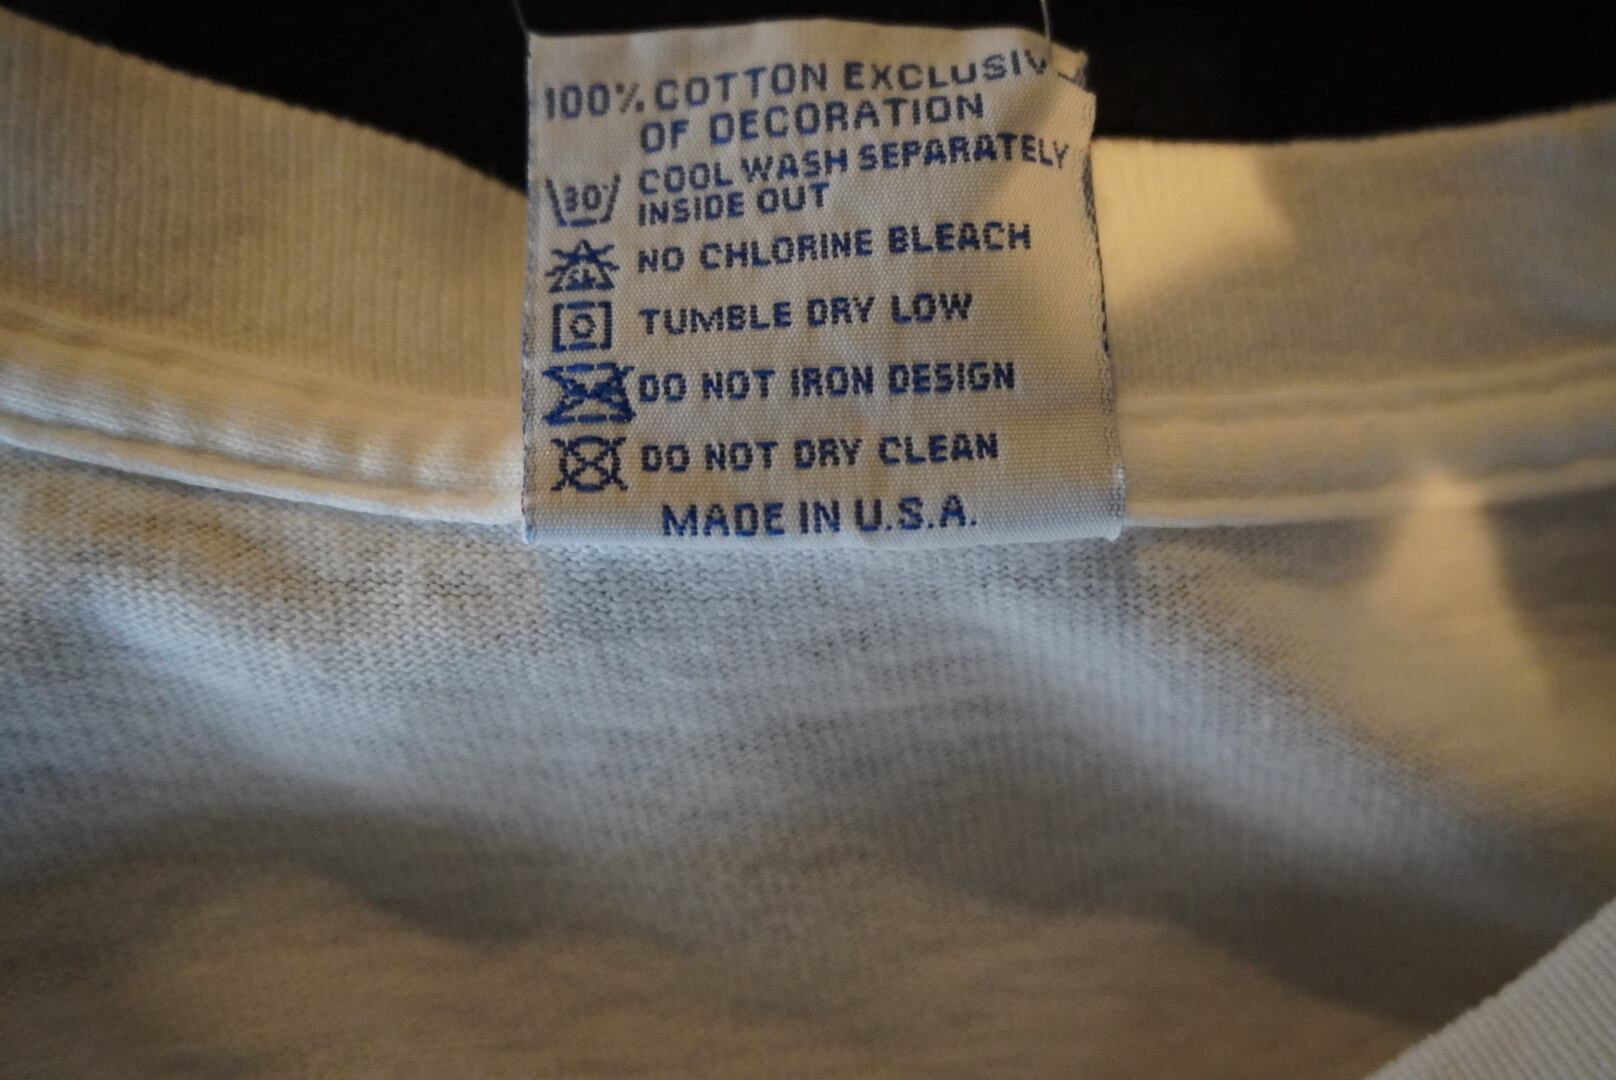 100% COTTON EXCLUSIVE
OF DECORATION
30° COOL WASH SEPARATELY
INSIDE OUT
NO CHLORINE BLEACH
TUMBLE DRY LOW
DO NOT IRON DESIGN
DO NOT DRY CLEAN
MADE IN U.S.A.